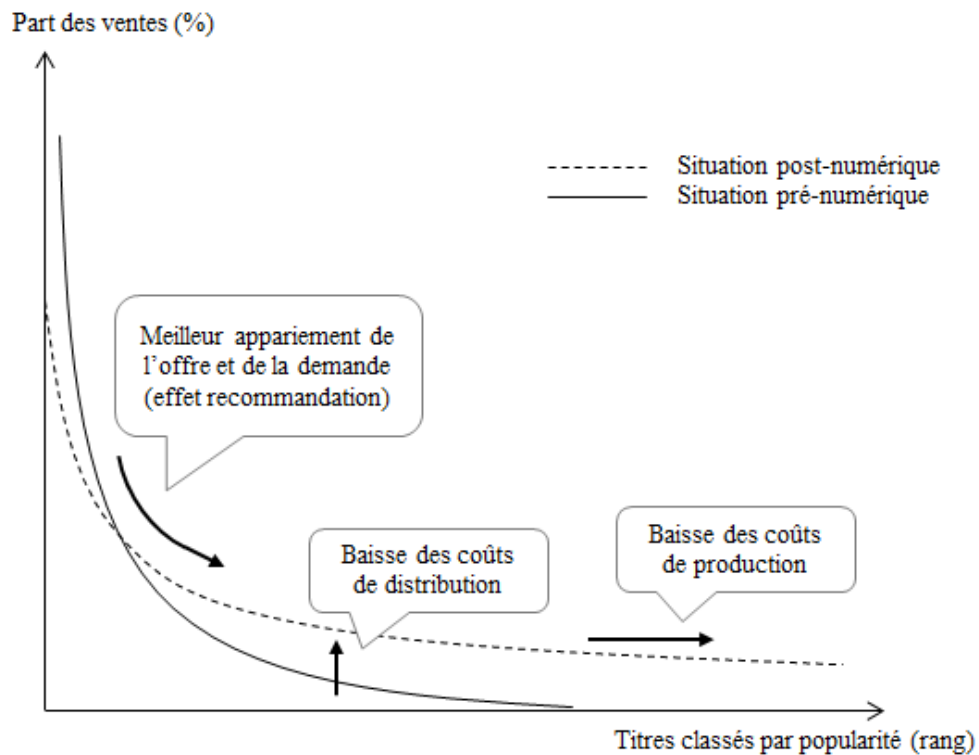 Part des ventes (%)
Situation post-numérique
Situation pré-numérique
Meilleur appariement de
l’offre et de la demande
(effet recommandation)
Baisse des coûts
de distribution
Baisse des coûts
de production
Titres classés par popularité (rang)